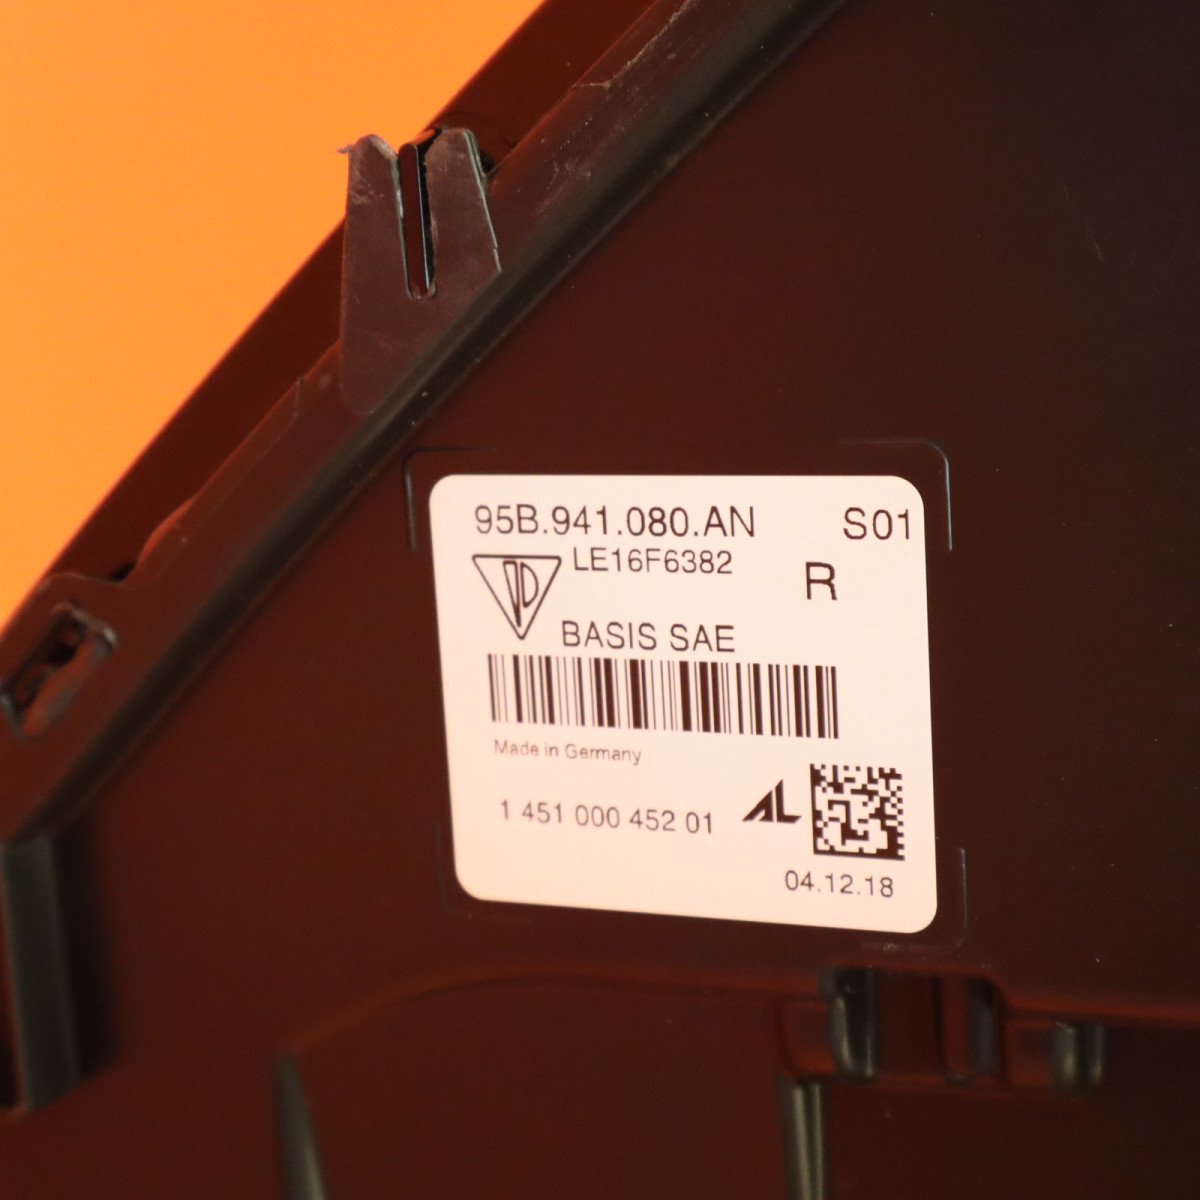 95B.941.080.AN S01
LE16F6382
R
BASIS SAE
Made in Germany
1 451 000 452 01
AL
04.12.18